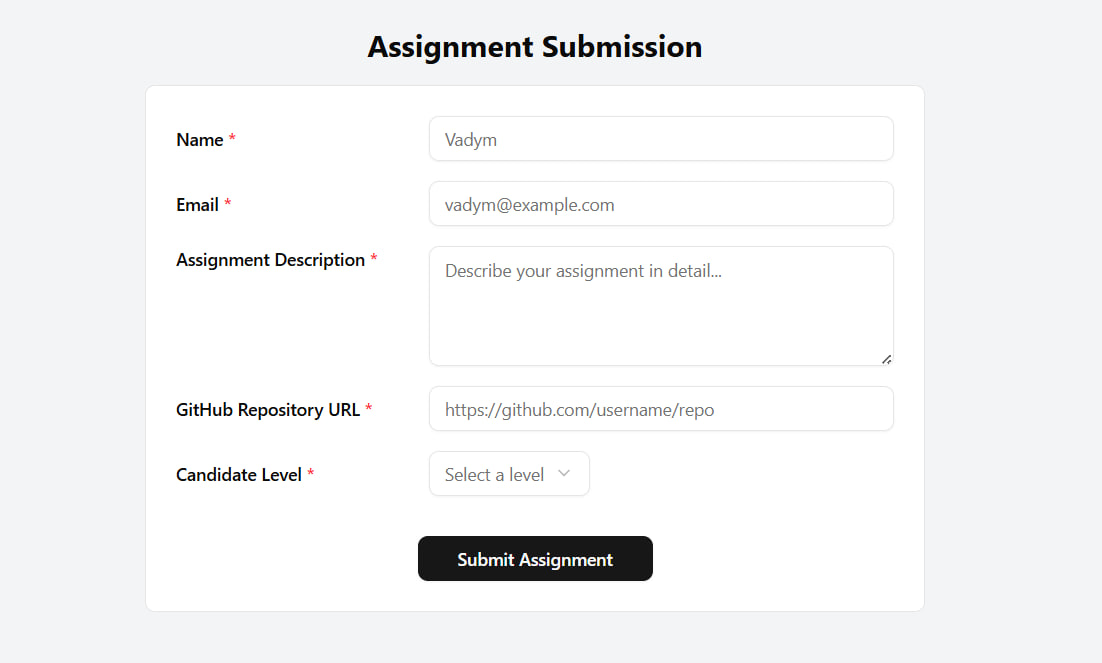 Assignment Submission
Name *
Vadym
Email *
vadym@example.com
Assignment Description *
Describe your assignment in detail...
GitHub Repository URL *
https://github.com/username/repo
Candidate Level *
Select a level
Submit Assignment